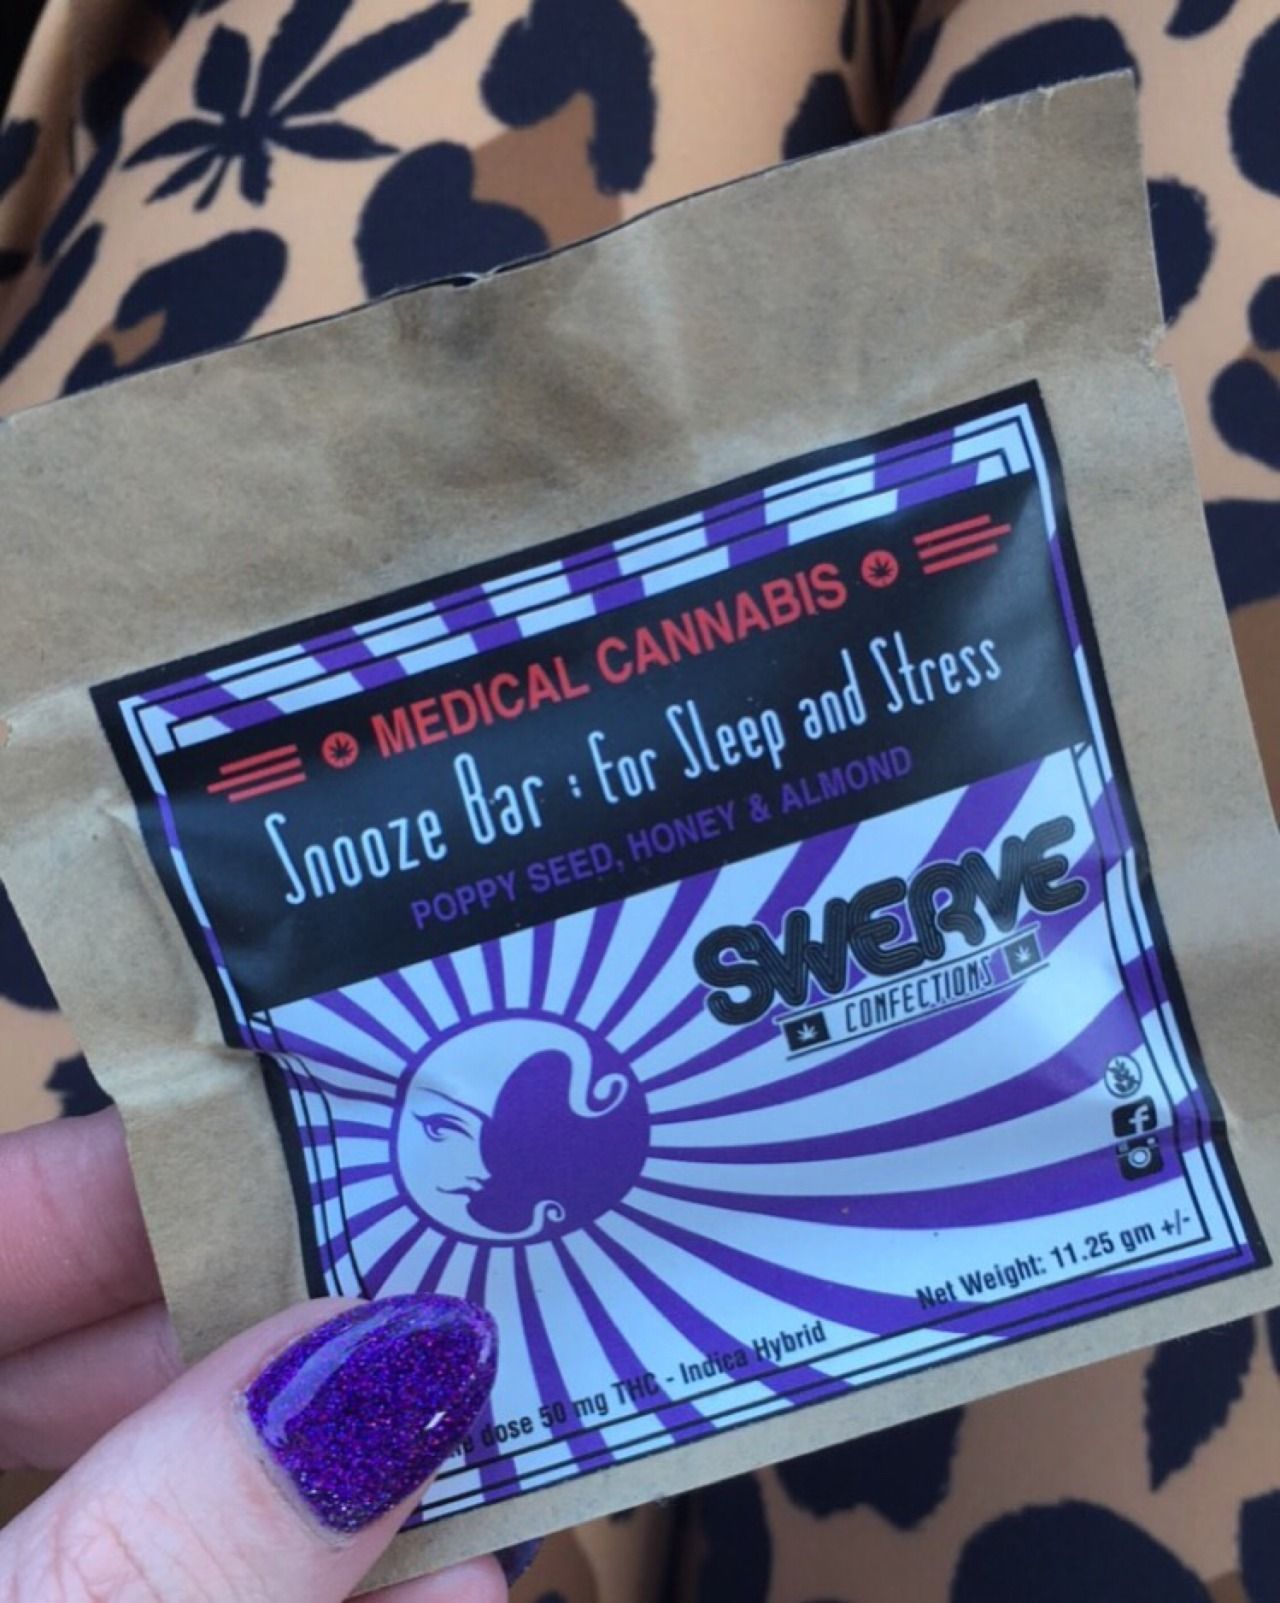 MEDICAL CANNABIS
Snooze Bar : For Sleep and Stress
POPPY SEED, HONEY & ALMOND
SWERVE
CONFECTIONS
Net Weight: 11.25 gm +/-
dose 50 mg THC - Indica Hybrid